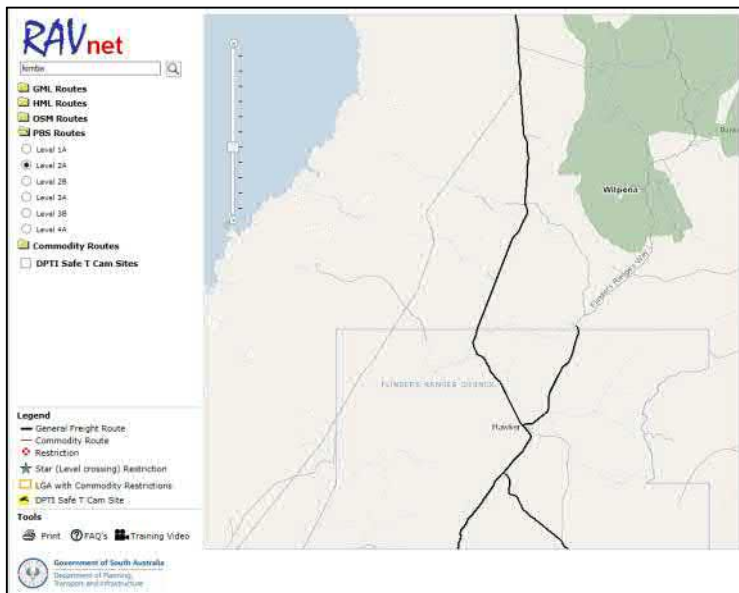 RAVnet
kimba
GML Routes
HML Routes
OSM Routes
PBS Routes
Level 1A
Level 2A
Level 2B
Level 3A
Level 3B
Level 4A
Commodity Routes
DPTI Safe T Cam Sites
Legend
General Freight Route
Commodity Route
Restriction
Star (Level crossing) Restriction
LGA with Commodity Restrictions
DPTI Safe T Cam Site
Tools
Print FAQ's Training Video
Government of South Australia
Department of Planning,
Transport and Infrastructure
Wilpena
Flinders Ranges Way
FLINDERS RANGES COUNCIL
Hawker